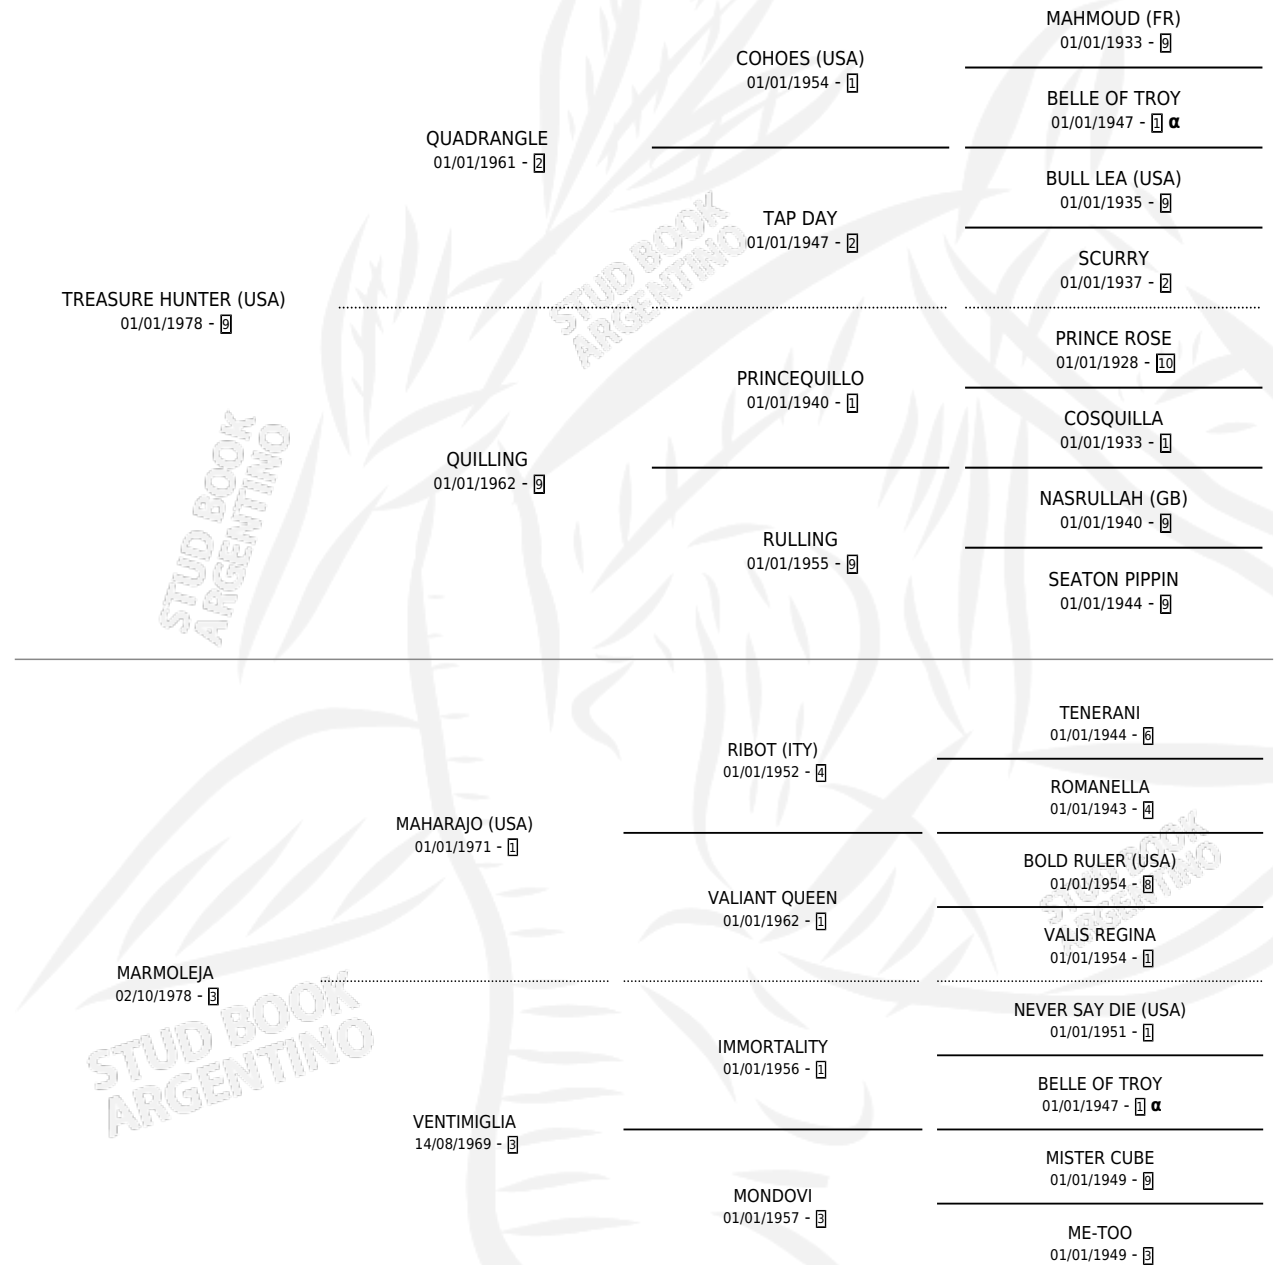 MAHMOUD (FR)
01/01/1933 - 9
COHOES (USA)
01/01/1954 - 1
BELLE OF TROY
01/01/1947 - 1 α
QUADRANGLE
01/01/1961 - 2
BULL LEA (USA)
01/01/1935 - 9
TAP DAY
01/01/1947 - 2
SCURRY
01/01/1937 - 2
TREASURE HUNTER (USA)
01/01/1978 - 9
PRINCE ROSE
01/01/1928 - 10
PRINCEQUILLO
01/01/1940 - 1
COSQUILLA
01/01/1933 - 1
QUILLING
01/01/1962 - 9
NASRULLAH (GB)
01/01/1940 - 9
RULLING
01/01/1955 - 9
SEATON PIPPIN
01/01/1944 - 9
TENERANI
01/01/1944 - 6
RIBOT (ITY)
01/01/1952 - 4
ROMANELLA
01/01/1943 - 4
MAHARAJO (USA)
01/01/1971 - 1
BOLD RULER (USA)
01/01/1954 - 8
VALIANT QUEEN
01/01/1962 - 1
VALIS REGINA
01/01/1954 - 1
MARMOLEJA
02/10/1978 - 3
NEVER SAY DIE (USA)
01/01/1951 - 1
IMMORTALITY
01/01/1956 - 1
BELLE OF TROY
01/01/1947 - 1 α
VENTIMIGLIA
14/08/1969 - 3
MISTER CUBE
01/01/1949 - 9
MONDOVI
01/01/1957 - 3
ME-TOO
01/01/1949 - 3
STUD BOOK
ARGENTINO
STUD BOOK
ARGENTINO
STUD BOOK
ARGENTINO
STUD BOOK
ARGENTINO